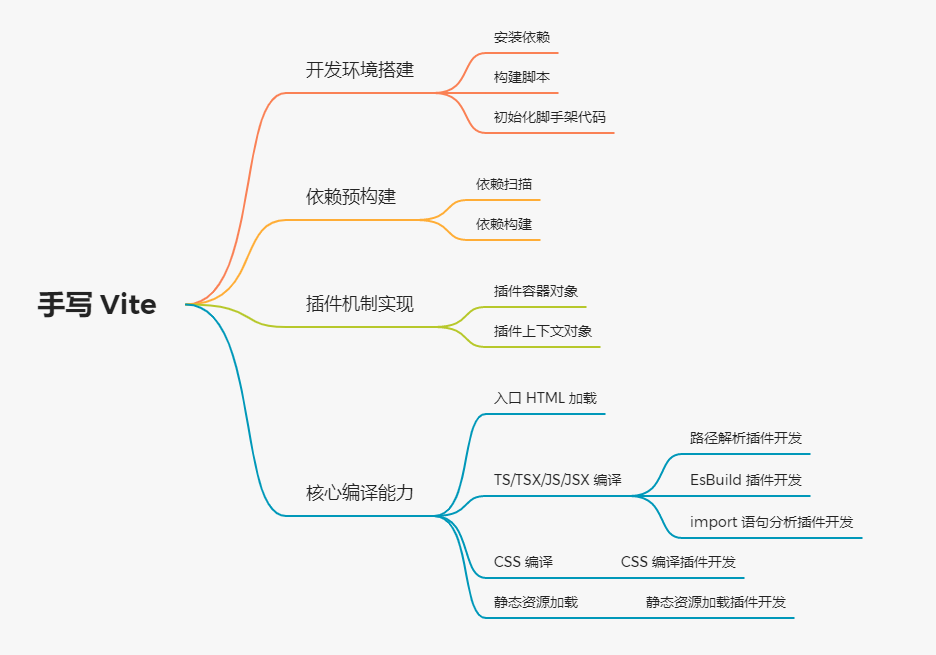 手写 Vite
开发环境搭建
安装依赖
构建脚本
初始化脚手架代码
依赖预构建
依赖扫描
依赖构建
插件机制实现
插件容器对象
插件上下文对象
核心编译能力
入口 HTML 加载
TS/TSX/JS/JSX 编译
路径解析插件开发
EsBuild 插件开发
import 语句分析插件开发
CSS 编译
CSS 编译插件开发
静态资源加载
静态资源加载插件开发